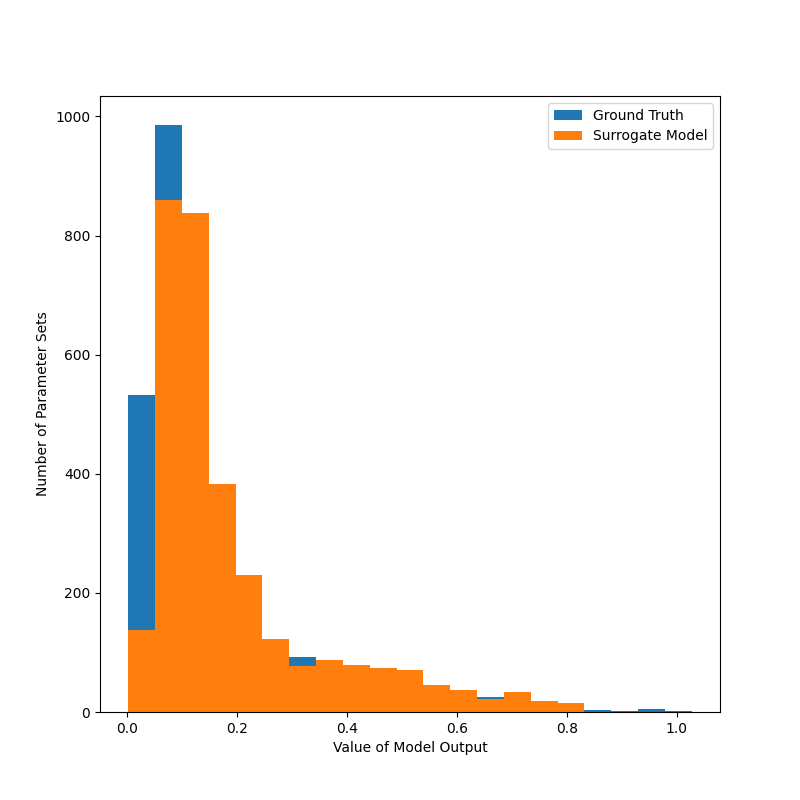 Ground Truth
Surrogate Model
1000
800
600
400
200
0
Number of Parameter Sets
0.0 0.2 0.4 0.6 0.8 1.0
Value of Model Output